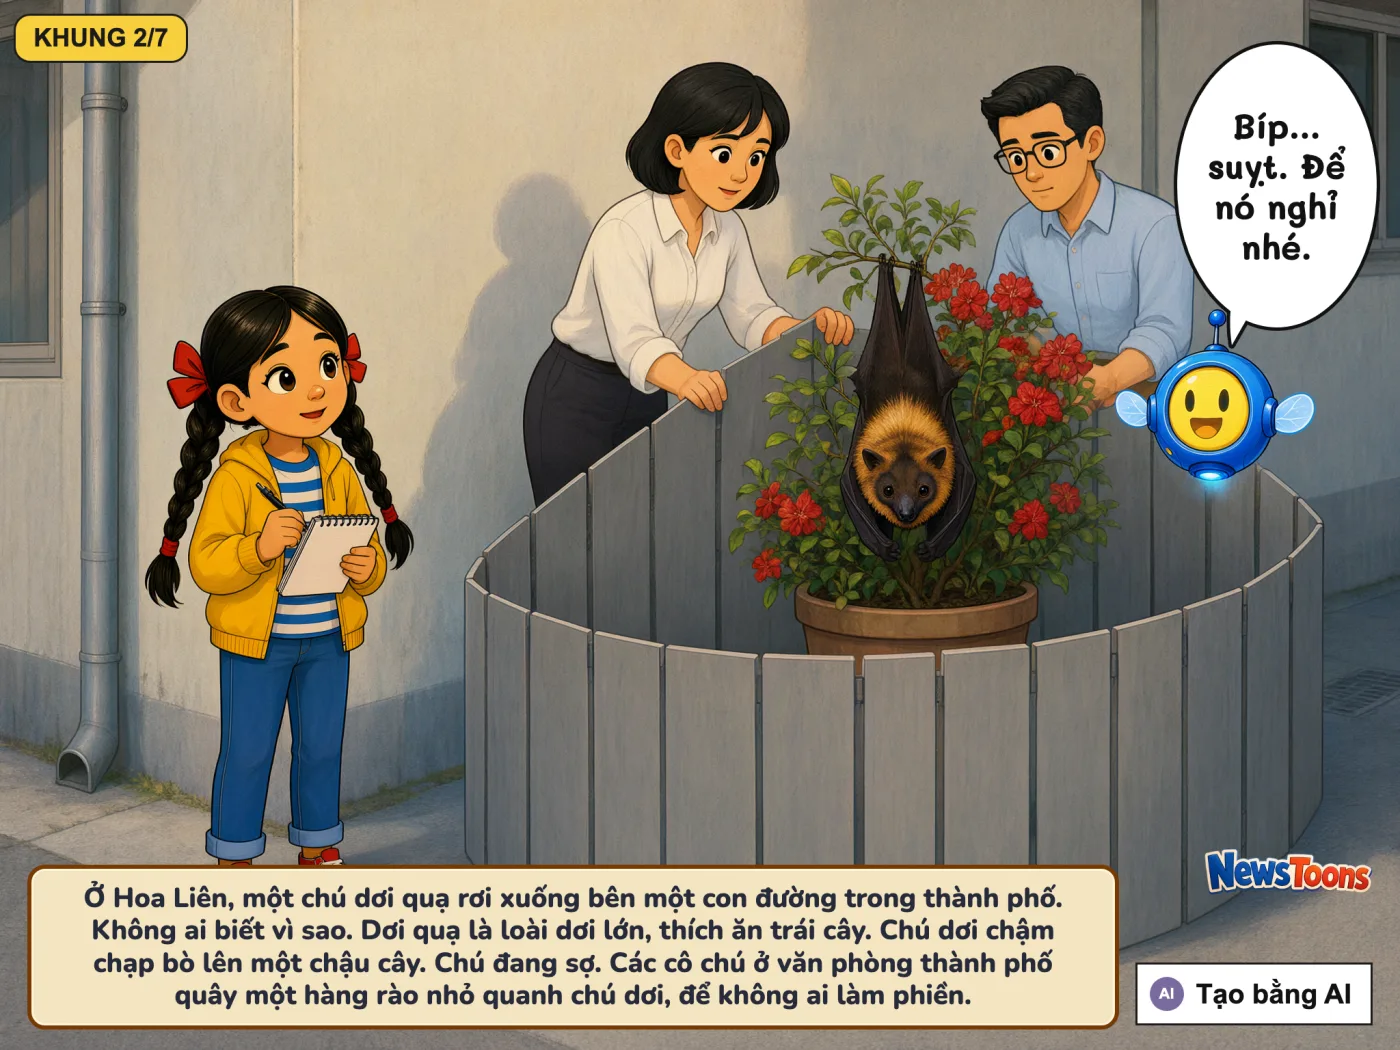 KHUNG 2/7
Bíp...
suỵt. Để
nó nghỉ
nhé.
NewsToons
Ở Hoa Liên, một chú dơi quạ rơi xuống bên một con đường trong thành phố.
Không ai biết vì sao. Dơi quạ là loài dơi lớn, thích ăn trái cây. Chú dơi chậm
chạp bò lên một chậu cây. Chú đang sợ. Các cô chú ở văn phòng thành phố
quây một hàng rào nhỏ quanh chú dơi, để không ai làm phiền.
AI Tạo bằng AI